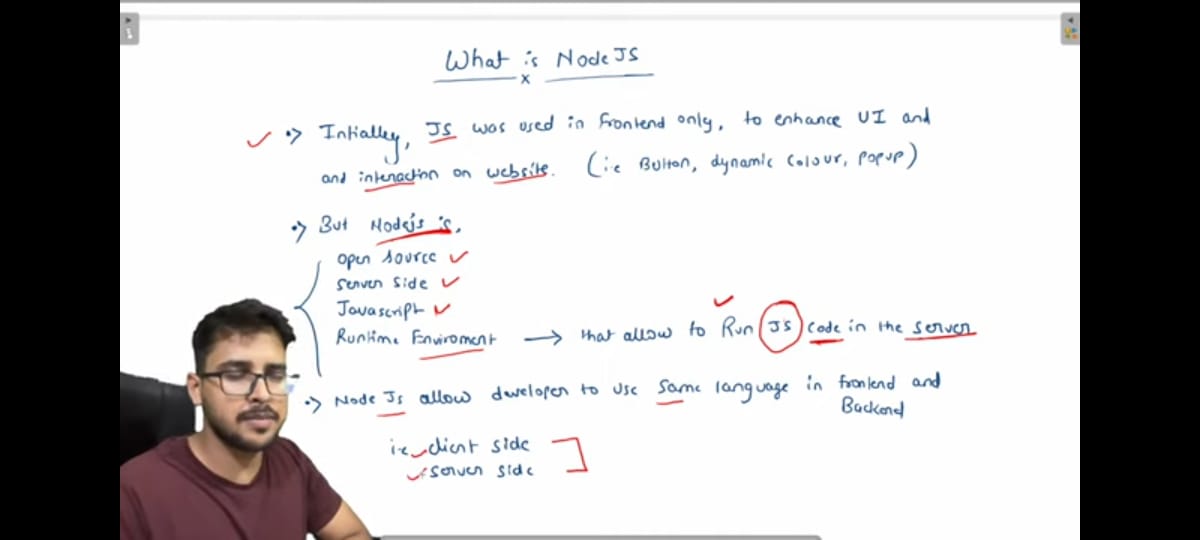 What is NodeJS
x
•> Initialley, JS was used in Frontend only, to enhance UI and
and interaction on website. (i.e Button, dynamic Colour, Popup)
•> But Nodejs is,
open source
Server side
Javascript
Runtime Enviroment → that allow to Run JS Code in the Server
•> Node Js allow developer to use Same language in frontend and
Backend
i.e client side
server side